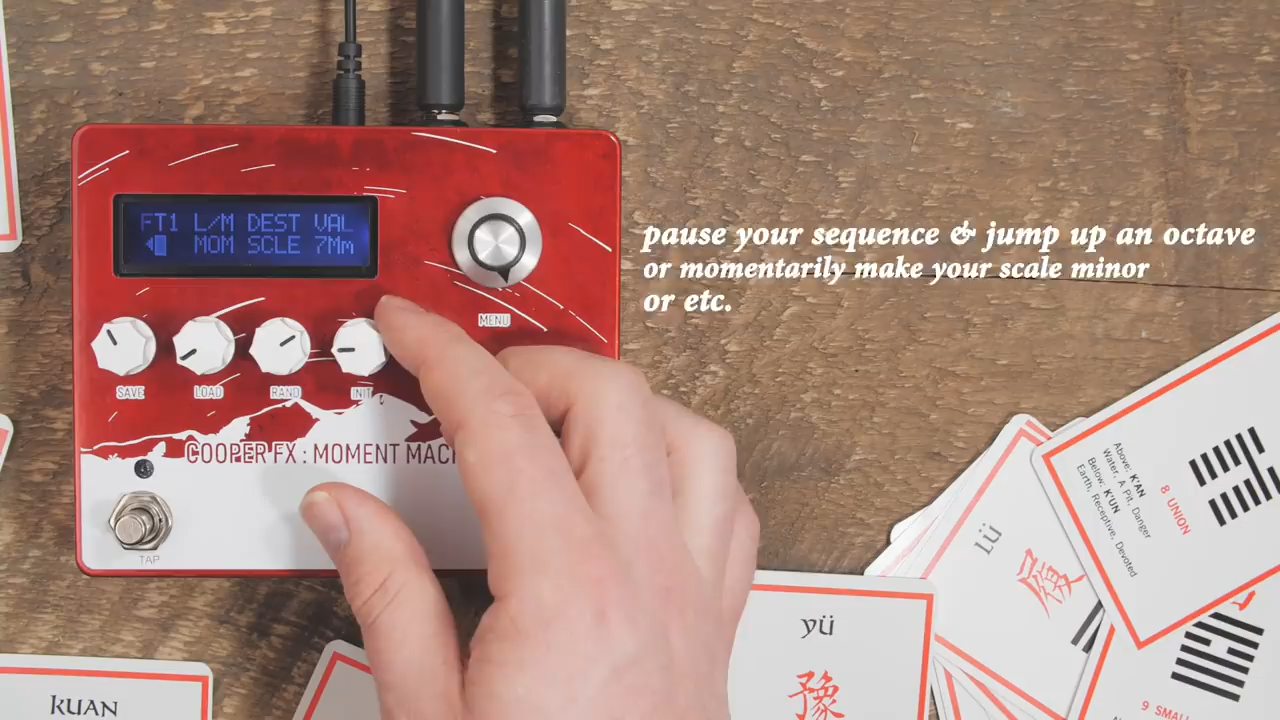 FT1 L/M DEST VAL
MOM SCLE 7Mm
pause your sequence & jump up an octave
or momentarily make your scale minor
or etc.
MENU
SAVE LOAD RAND INIT
COOPER FX : MOMENT MAC
TAP
Above: K'AN
Water, A Pit, Danger
Below: K'UN
Earth, Receptive, Devoted
8 UNION
lü
履
yü
豫
kuan
9 SMALL